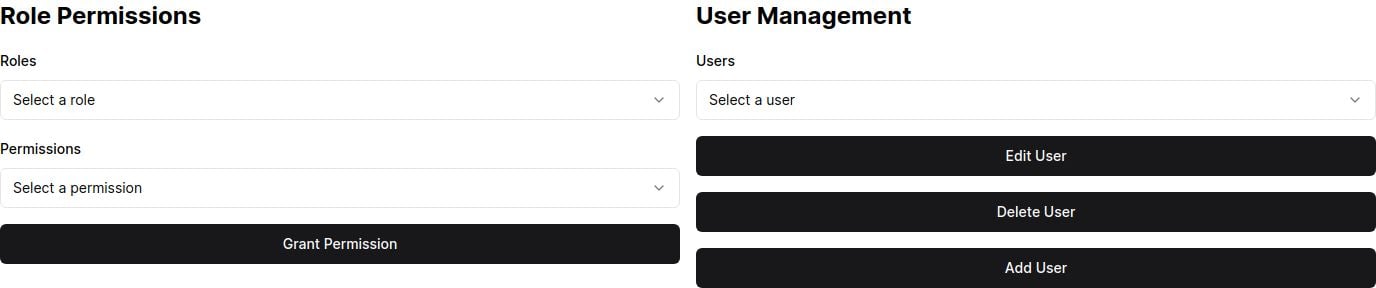 Role Permissions
Roles
Select a role
Permissions
Select a permission
Grant Permission
User Management
Users
Select a user
Edit User
Delete User
Add User